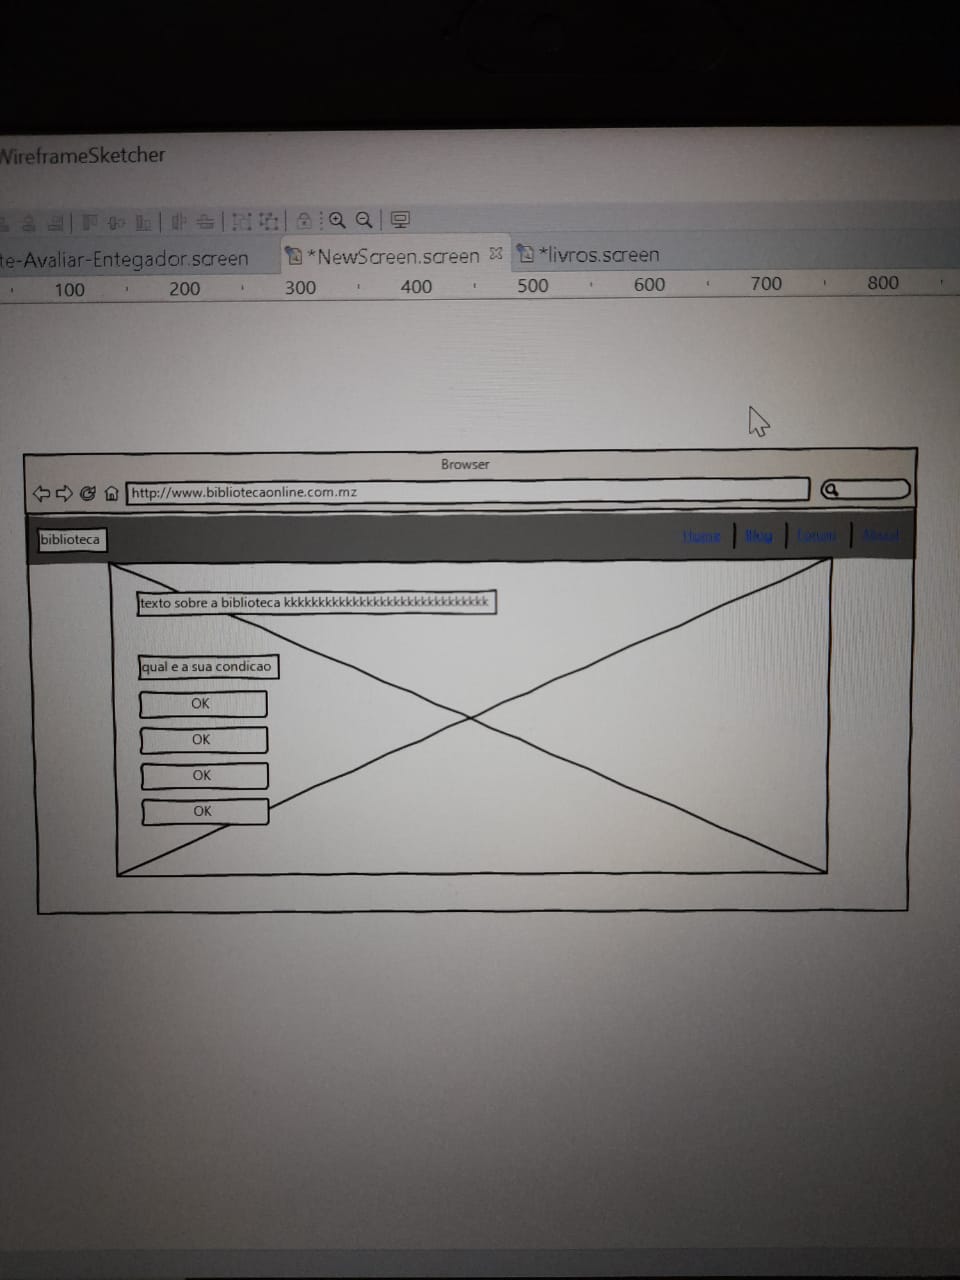 WireframeSketcher
te-Avaliar-Entegador.screen
*NewScreen.screen
*livros.screen
100 200 300 400 500 600 700 800
Browser
http://www.bibliotecaonline.com.mz
biblioteca
Home | Blog | Forum | About
texto sobre a biblioteca kkkkkkkkkkkkkkkkkkkkkkkkkkkkkk
qual e a sua condicao
OK
OK
OK
OK